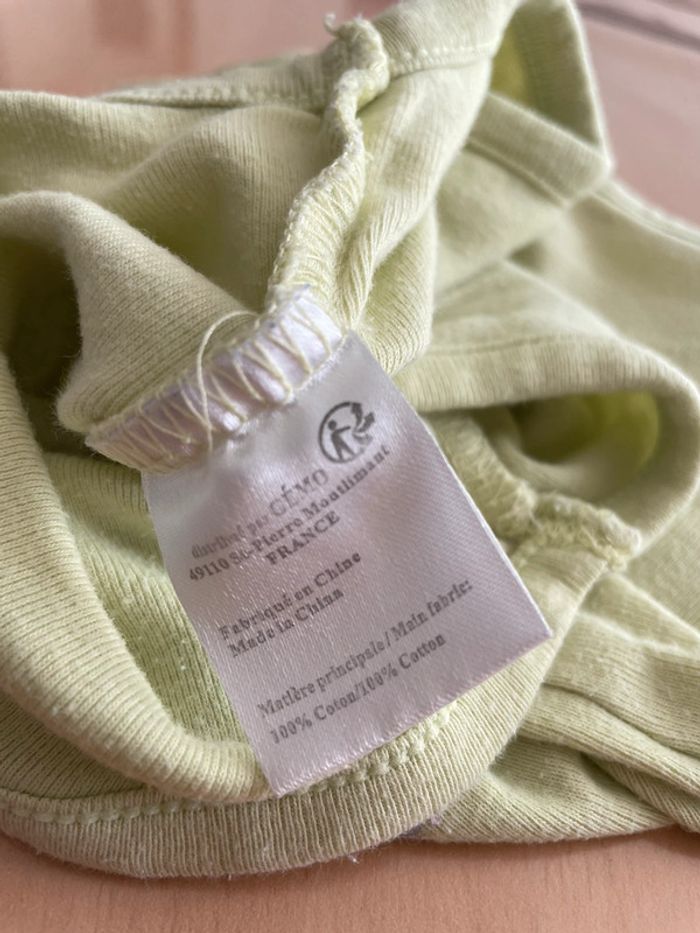 distribué par GÉMO
49110 St-Pierre Montlimart
FRANCE
Fabriqué en Chine
Made in China
Matière principale / Main fabric:
100% Coton/100% Cotton